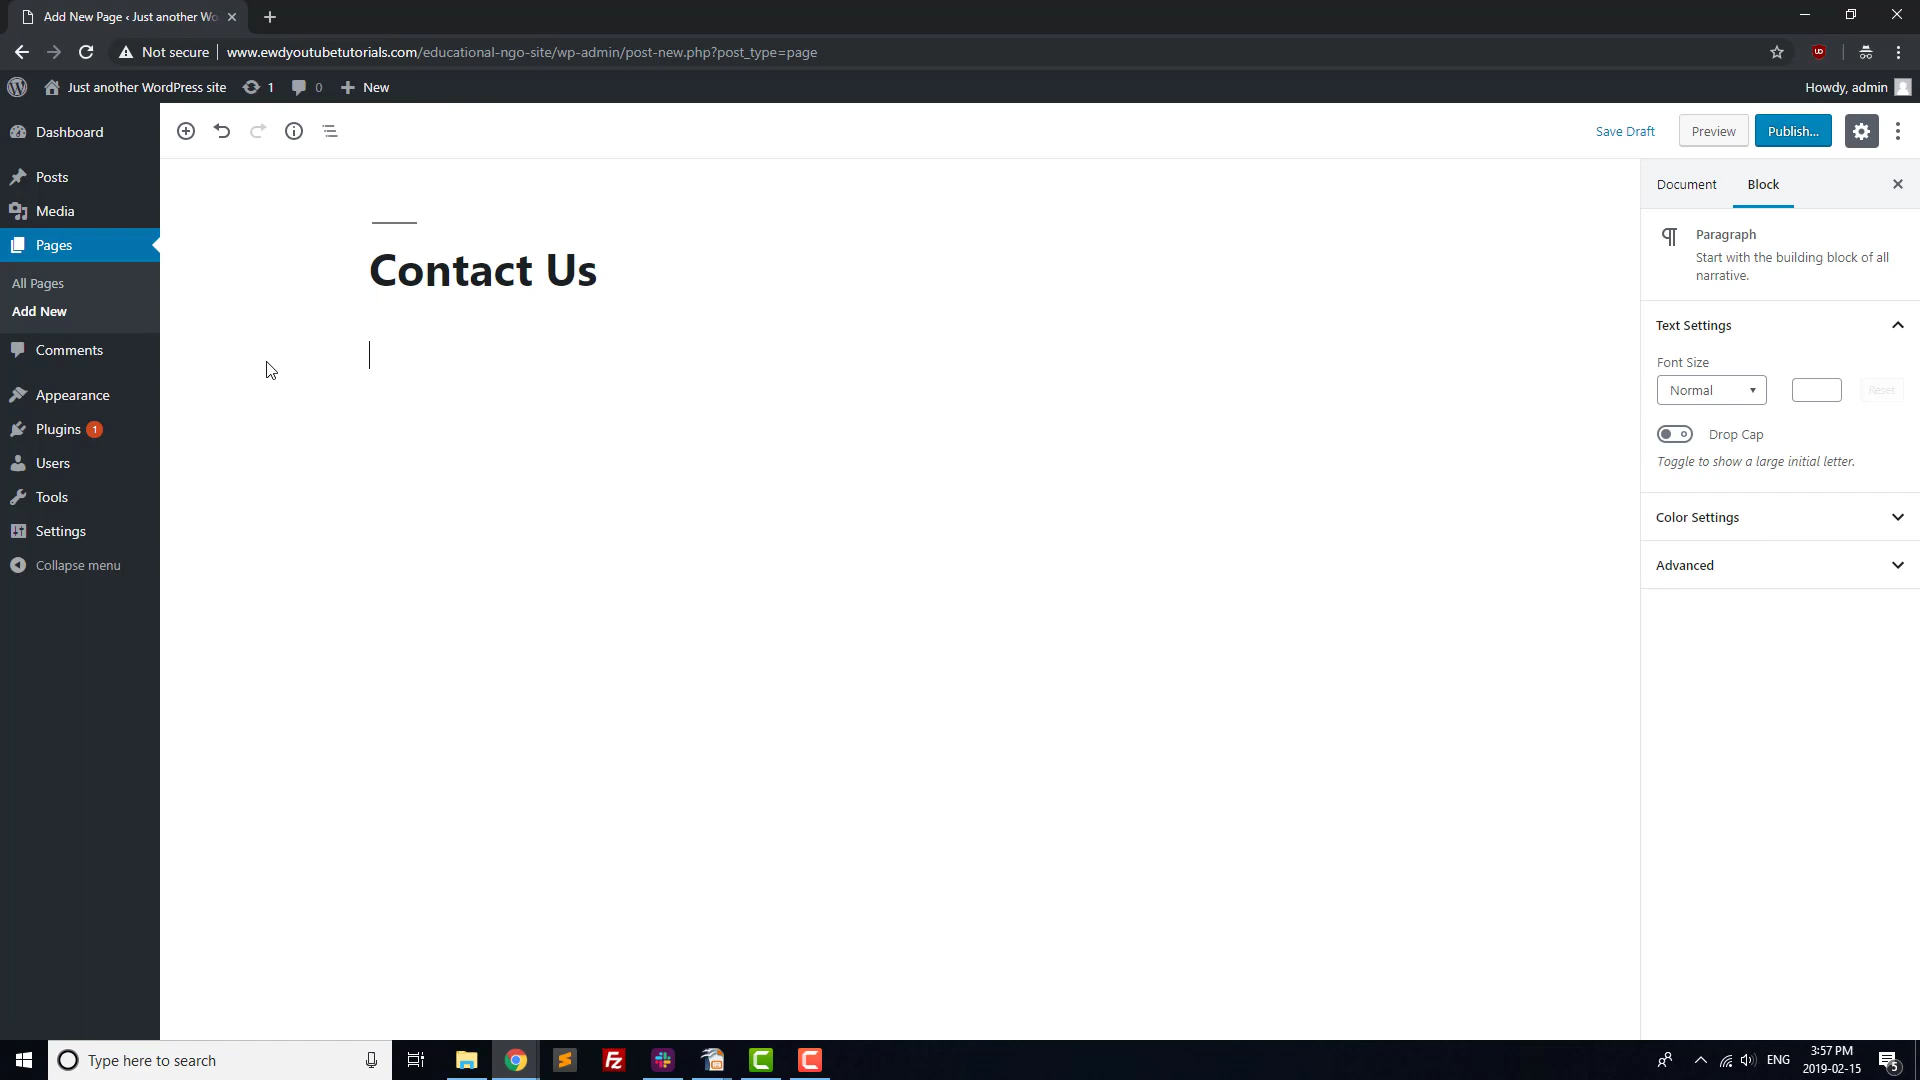 Add New Page ‹ Just another Wo
Not secure
www.ewdyoutubetutorials.com/educational-ngo-site/wp-admin/post-new.php?post_type=page
Just another WordPress site
1
0
New
Howdy, admin
Dashboard
Posts
Media
Pages
All Pages
Add New
Comments
Appearance
Plugins 1
Users
Tools
Settings
Collapse menu
Save Draft
Preview
Publish...
Contact Us
Document
Block
Paragraph
Start with the building block of all
narrative.
Text Settings
Font Size
Normal
Reset
Drop Cap
Toggle to show a large initial letter.
Color Settings
Advanced
Type here to search
ENG
3:57 PM
2019-02-15
5